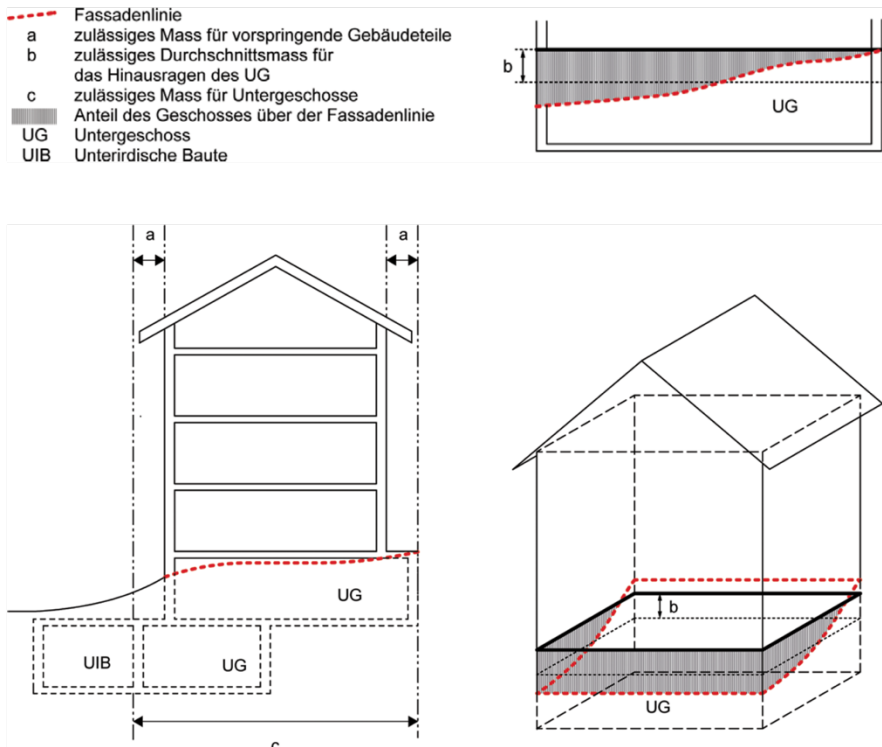 Fassadenlinie
a zulässiges Mass für vorspringende Gebäudeteile
b zulässiges Durchschnittsmass für
das Hinausragen des UG
c zulässiges Mass für Untergeschosse
Anteil des Geschosses über der Fassadenlinie
UG Untergeschoss
UIB Unterirdische Baute
b
UG
a
a
UG
UIB
UG
c
b
UG